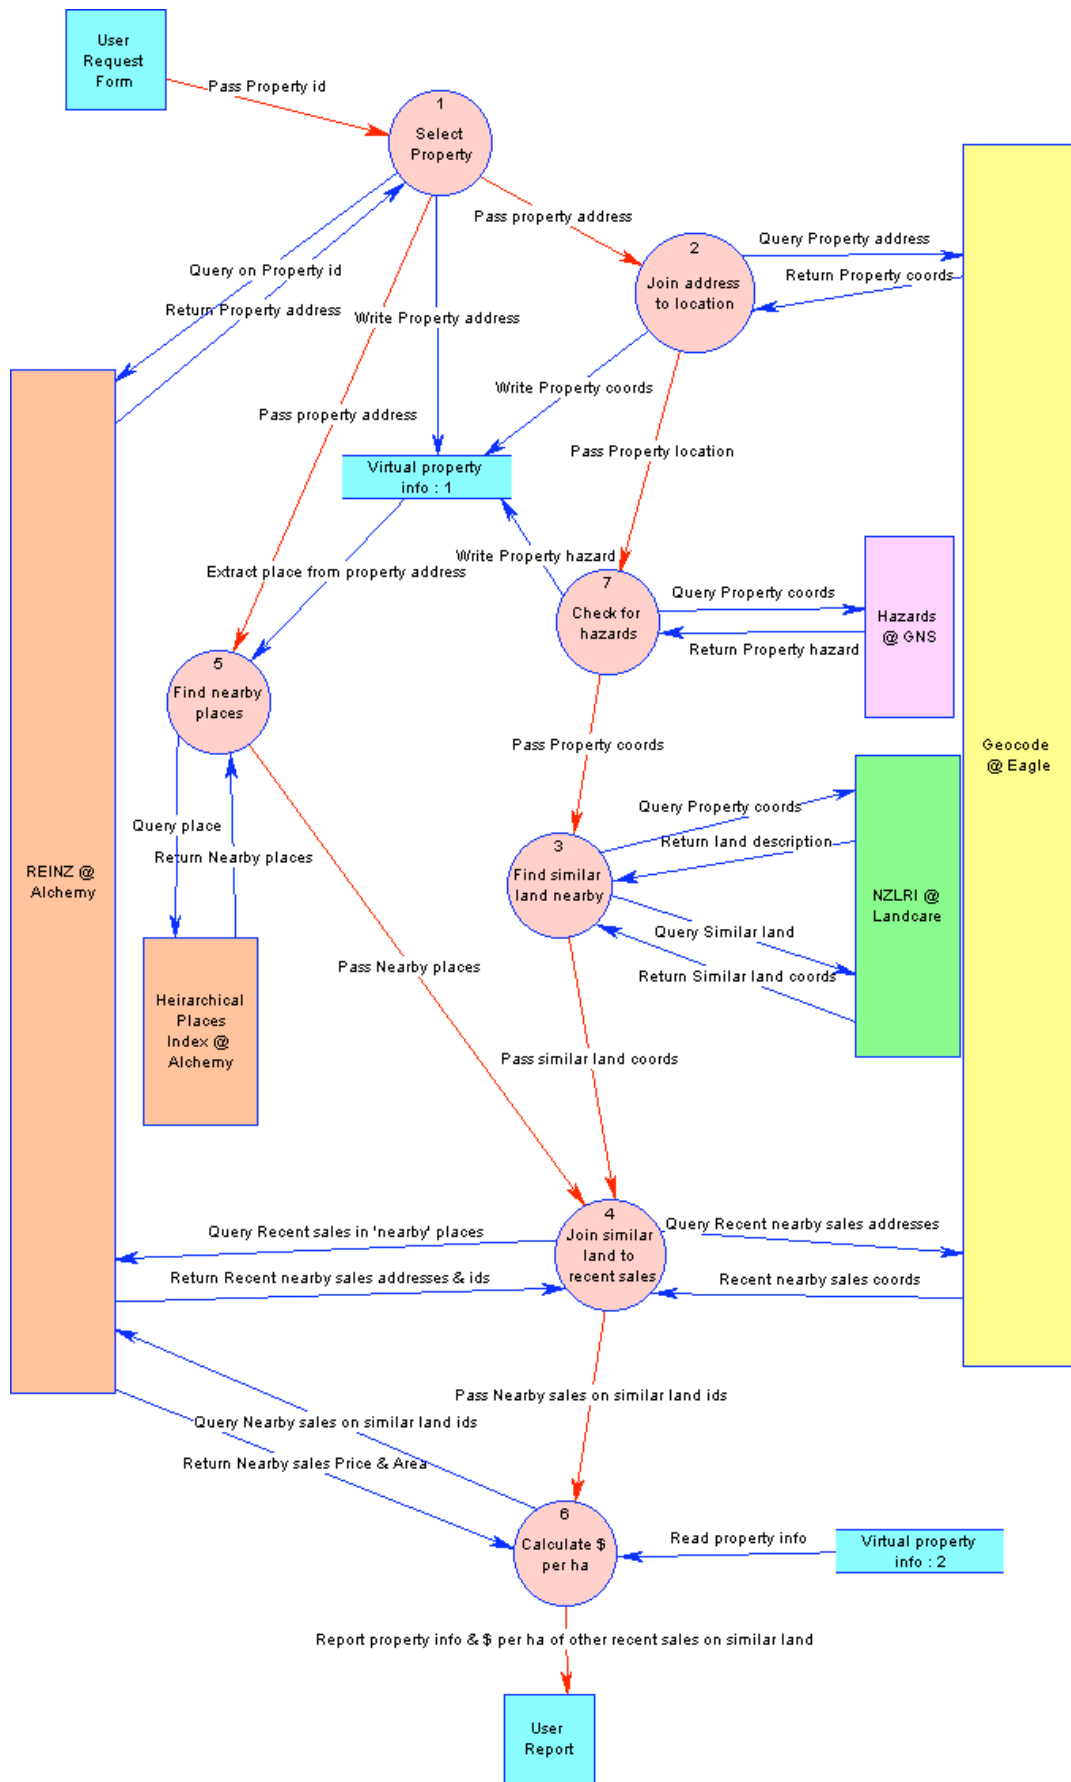 User
Request
Form
Pass Property id
1
Select
Property
Pass property address
Query Property address
2
Join address
to location
Return Property coords
Query on Property id
Return Property address
Write Property address
Write Property coords
Pass property address
Pass Property location
Virtual property
info : 1
Write Property hazard
Extract place from property address
7
Check for
hazards
Query Property coords
Return Property hazard
Hazards
@ GNS
5
Find nearby
places
Pass Property coords
Geocode
@ Eagle
Query place
Return Nearby places
Query Property coords
Return land description
3
Find similar
land nearby
REINZ @
Alchemy
NZLRI @
Landcare
Query Similar land
Return Similar land coords
Pass Nearby places
Heirarchical
Places
Index @
Alchemy
Pass similar land coords
4
Join similar
land to
recent sales
Query Recent sales in 'nearby' places
Query Recent nearby sales addresses
Return Recent nearby sales addresses & ids
Recent nearby sales coords
Pass Nearby sales on similar land ids
Query Nearby sales on similar land ids
Return Nearby sales Price & Area
6
Calculate $
per ha
Read property info
Virtual property
info : 2
Report property info & $ per ha of other recent sales on similar land
User
Report